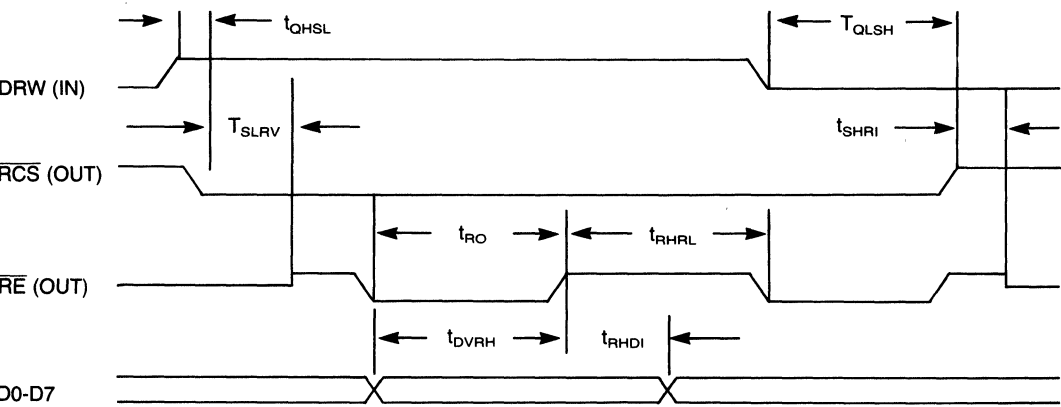 tQHSL
TQLSH
DRW (IN)
TSLRV
tSHRI
RCS (OUT)
tRO
tRHRL
RE (OUT)
tDVRH
tRHDI
D0-D7